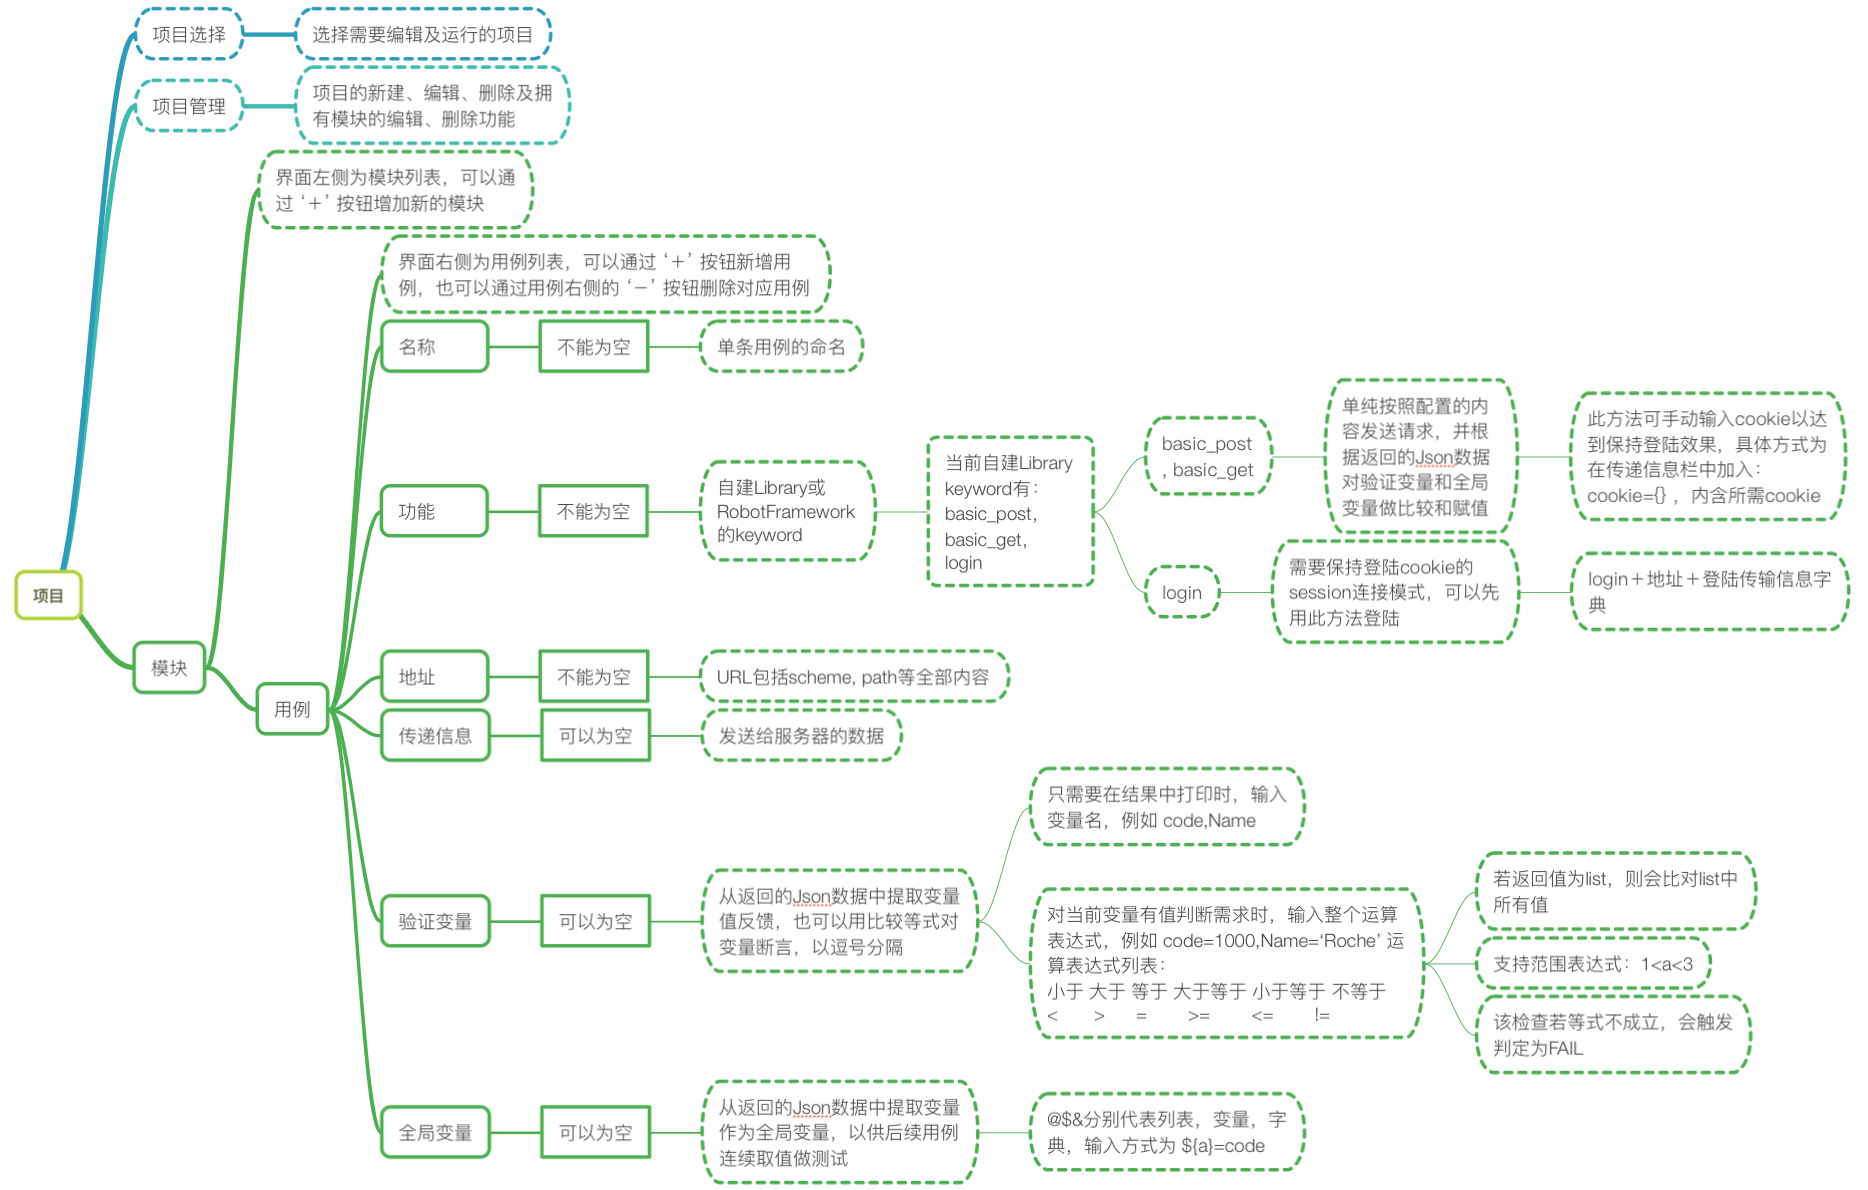 项目选择
选择需要编辑及运行的项目
项目管理
项目的新建、编辑、删除及拥
有模块的编辑、删除功能
界面左侧为模块列表，可以通
过 ‘＋’ 按钮增加新的模块
界面右侧为用例列表，可以通过 ‘＋’ 按钮新增用
例，也可以通过用例右侧的 ‘－’ 按钮删除对应用例
名称
不能为空
单条用例的命名
功能
不能为空
自建Library或
RobotFramework
的keyword
当前自建Library
keyword有：
basic_post,
basic_get,
login
basic_post
, basic_get
单纯按照配置的内
容发送请求，并根
据返回的Json数据
对验证变量和全局
变量做比较和赋值
此方法可手动输入cookie以达
到保持登陆效果，具体方式为
在传递信息栏中加入：
cookie={} ，内含所需cookie
login
需要保持登陆cookie的
session连接模式，可以先
用此方法登陆
login＋地址＋登陆传输信息字
典
项目
模块
用例
地址
不能为空
URL包括scheme, path等全部内容
传递信息
可以为空
发送给服务器的数据
验证变量
可以为空
从返回的Json数据中提取变量
值反馈，也可以用比较等式对
变量断言，以逗号分隔
只需要在结果中打印时，输入
变量名，例如 code,Name
对当前变量有值判断需求时，输入整个运算
表达式，例如 code=1000,Name=‘Roche’ 运
算表达式列表：
小于 大于 等于 大于等于 小于等于 不等于
< > = >= <= !=
若返回值为list，则会比对list中
所有值
支持范围表达式：1<a<3
该检查若等式不成立，会触发
判定为FAIL
全局变量
可以为空
从返回的Json数据中提取变量
作为全局变量，以供后续用例
连续取值做测试
@$&分别代表列表，变量，字
典，输入方式为 ${a}=code